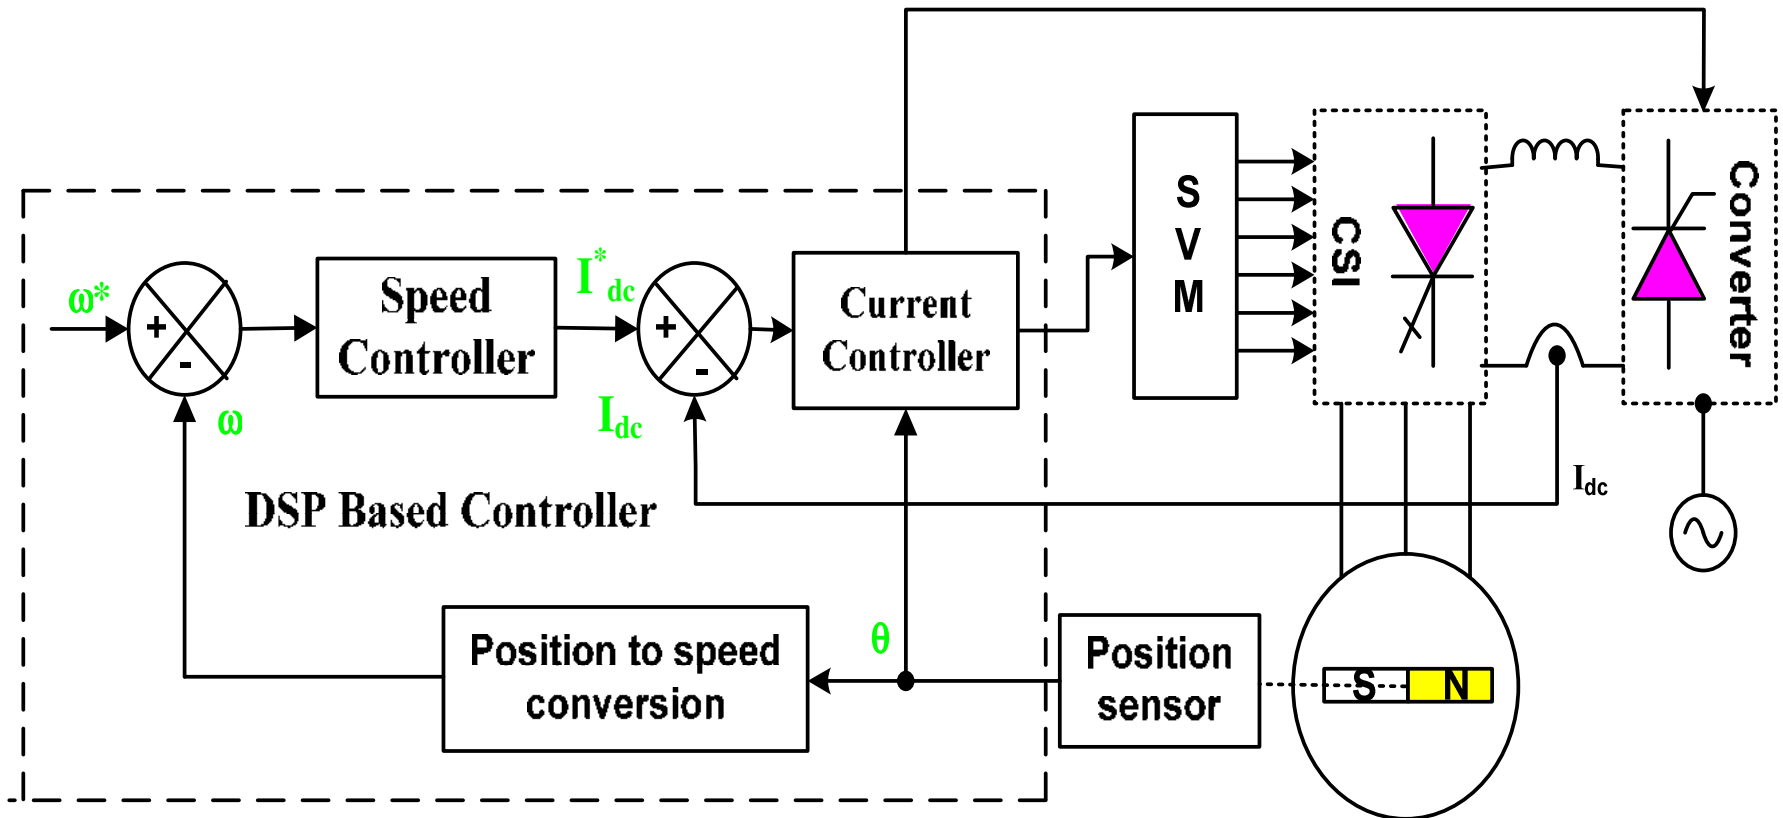 ω*
+
-
ω
Speed
Controller
I*dc
+
-
Idc
Current
Controller
S
V
M
CSI
Converter
Idc
DSP Based Controller
Position to speed
conversion
θ
Position
sensor
S N